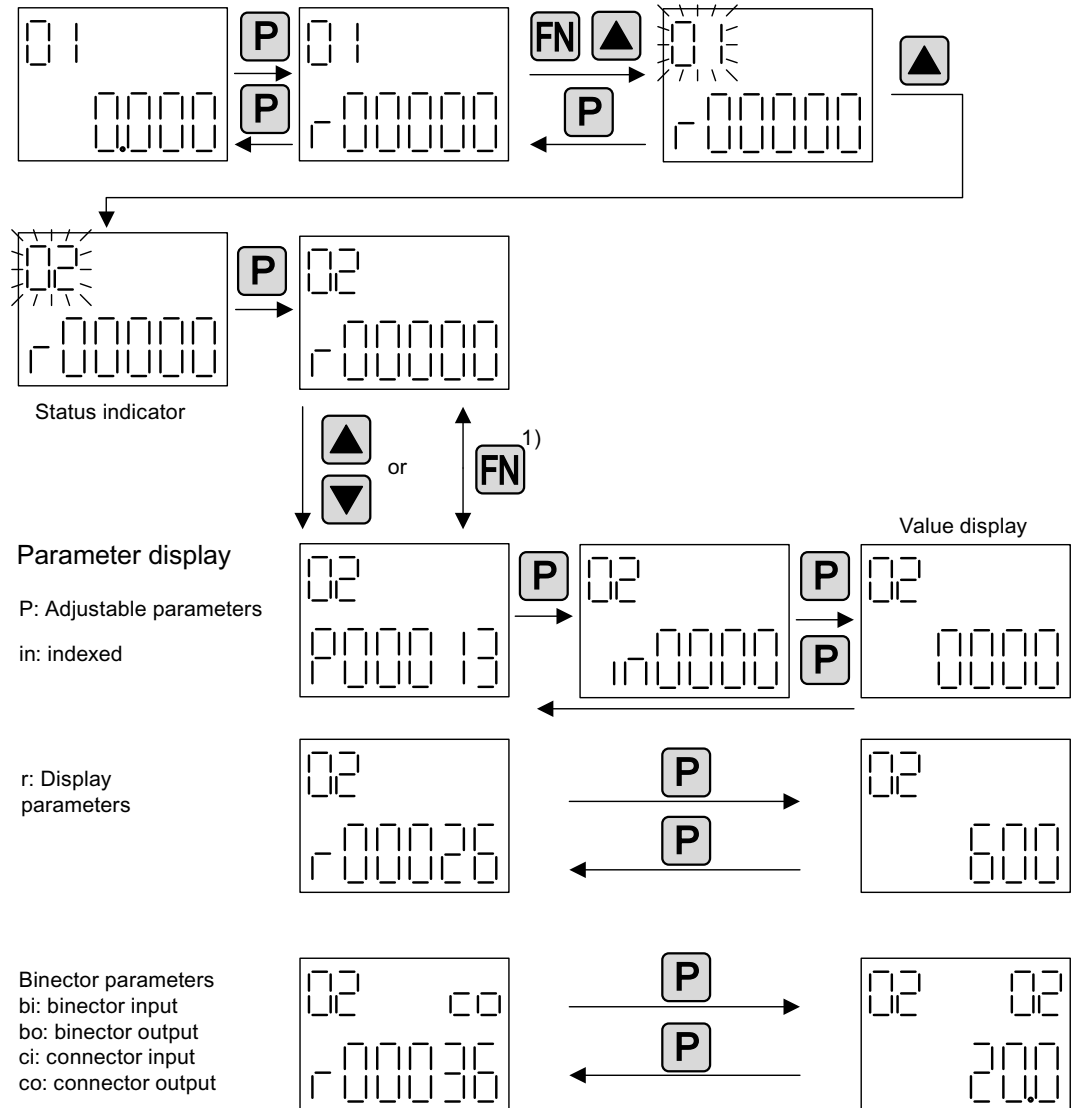 01
0.000
P
P
01
r00000
FN ▲
P
01
r00000
▲
02
r00000
P
02
r00000
Status indicator
▲
▼
or
FN 1)
Value display
Parameter display
P: Adjustable parameters
in: indexed
02
P00013
P
02
in0000
P
P
02
0000
r: Display
parameters
02
r00026
P
P
02
600
Binector parameters
bi: binector input
bo: binector output
ci: connector input
co: connector output
02 co
r00036
P
P
02 02
20.0